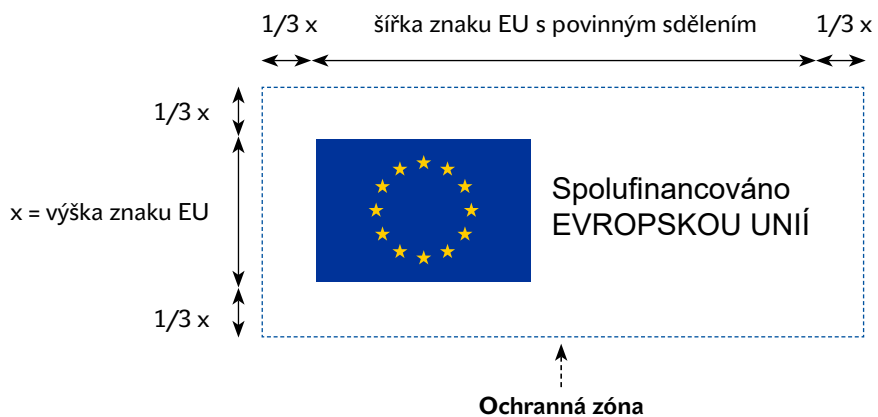 1/3 x
šířka znaku EU s povinným sdělením
1/3 x
1/3 x
x = výška znaku EU
Spolufinancováno
EVROPSKOU UNIÍ
1/3 x
Ochranná zóna